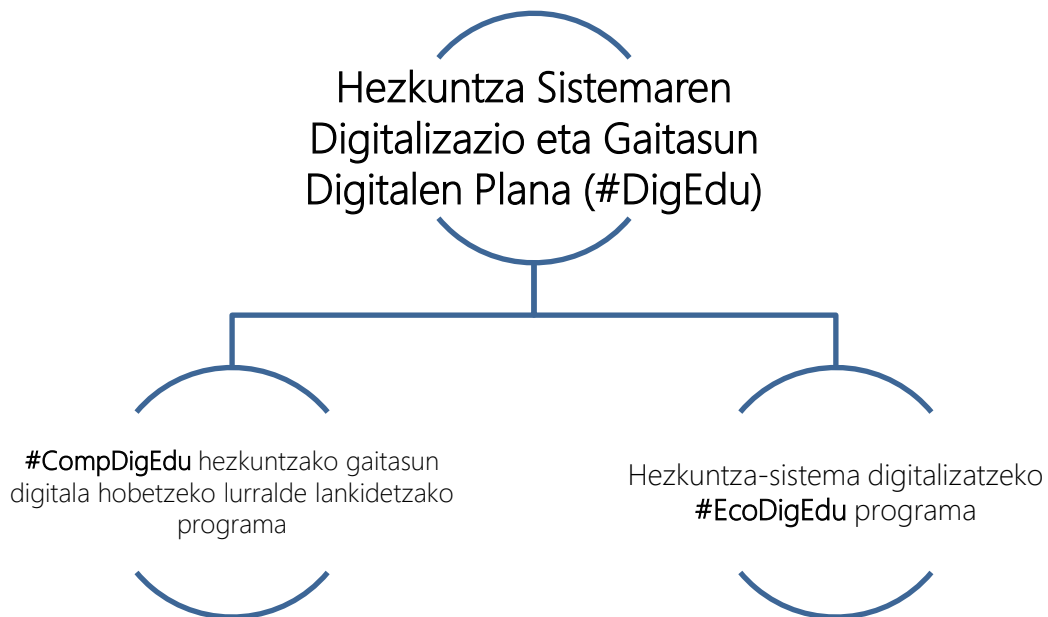 Hezkuntza Sistemaren
Digitalizazio eta Gaitasun
Digitalen Plana (#DigEdu)
#CompDigEdu hezkuntzako gaitasun
digitala hobetzeko lurralde lankidetzako
programa
Hezkuntza-sistema digitalizatzeko
#EcoDigEdu programa